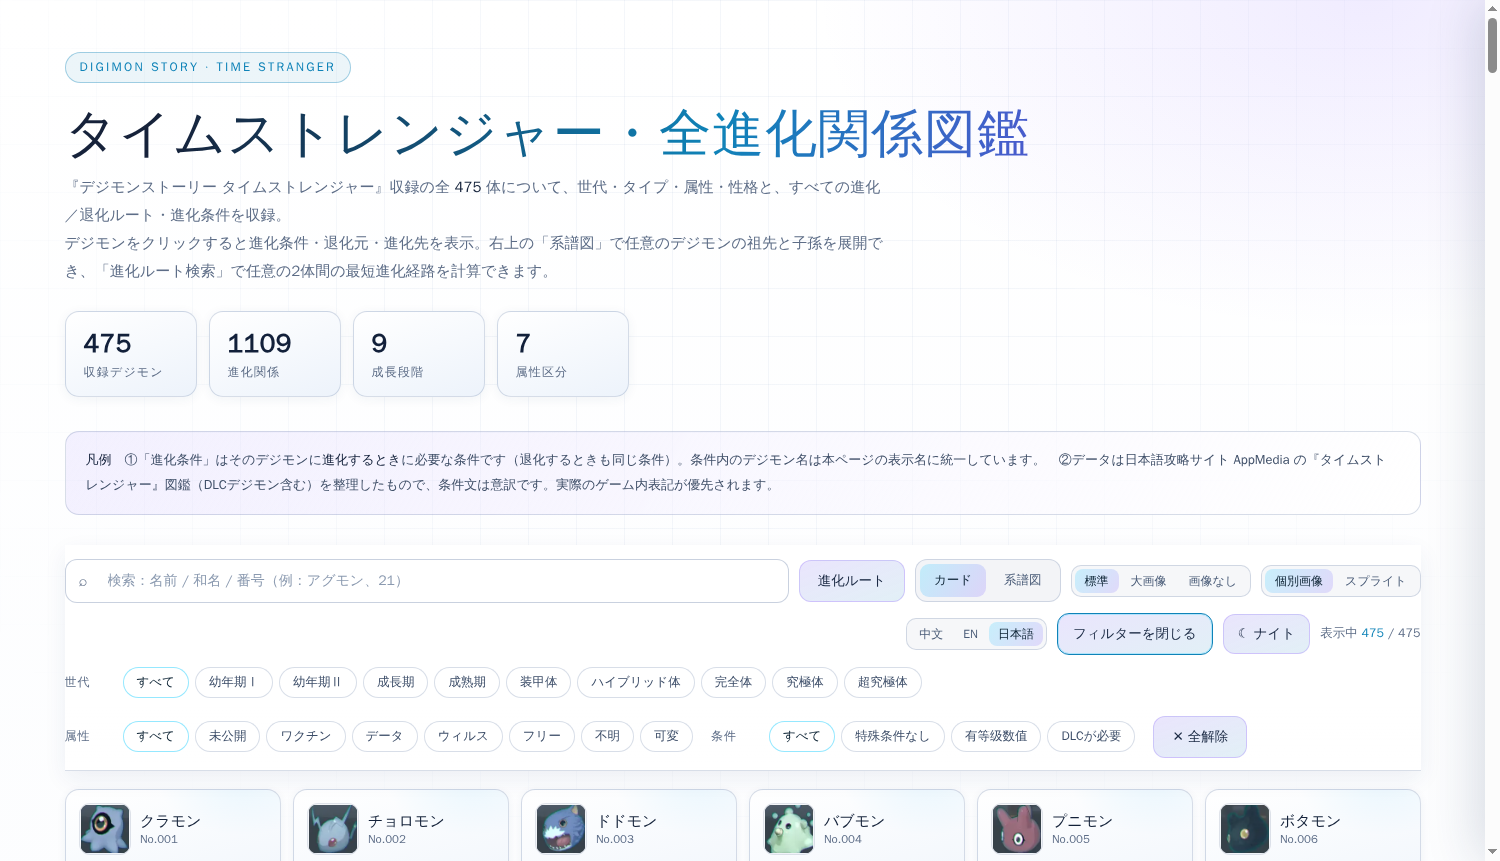 DIGIMON STORY · TIME STRANGER
タイムストレンジャー・全進化関係図鑑
『デジモンストーリー タイムストレンジャー』収録の全 475 体について、世代・タイプ・属性・性格と、すべての進化
／退化ルート・進化条件を収録。
デジモンをクリックすると進化条件・退化元・進化先を表示。右上の「系譜図」で任意のデジモンの祖先と子孫を展開で
き、「進化ルート検索」で任意の2体間の最短進化経路を計算できます。
475 1109 9 7
収録デジモン 進化関係 成長段階 属性区分
凡例 ①「進化条件」はそのデジモンに進化するときに必要な条件です（退化するときも同じ条件）。条件内のデジモン名は本ページの表示名に統一しています。 ②データは日本語攻略サイト AppMedia の『タイムスト
レンジャー』図鑑（DLCデジモン含む）を整理したもので、条件文は意訳です。実際のゲーム内表記が優先されます。
⌕ 検索：名前 / 和名 / 番号（例：アグモン、21） 進化ルート カード 系譜図 標準 大画像 画像なし 個別画像 スプライト
中文 EN 日本語 フィルターを閉じる ☾ ナイト 表示中 475 / 475
世代 すべて 幼年期Ⅰ 幼年期Ⅱ 成長期 成熟期 装甲体 ハイブリッド体 完全体 究極体 超究極体
属性 すべて 未公開 ワクチン データ ウィルス フリー 不明 可変 条件 すべて 特殊条件なし 有等级数值 DLCが必要 ✕ 全解除
クラモン チョロモン ドドモン バブモン プニモン ボタモン
No.001 No.002 No.003 No.004 No.005 No.006